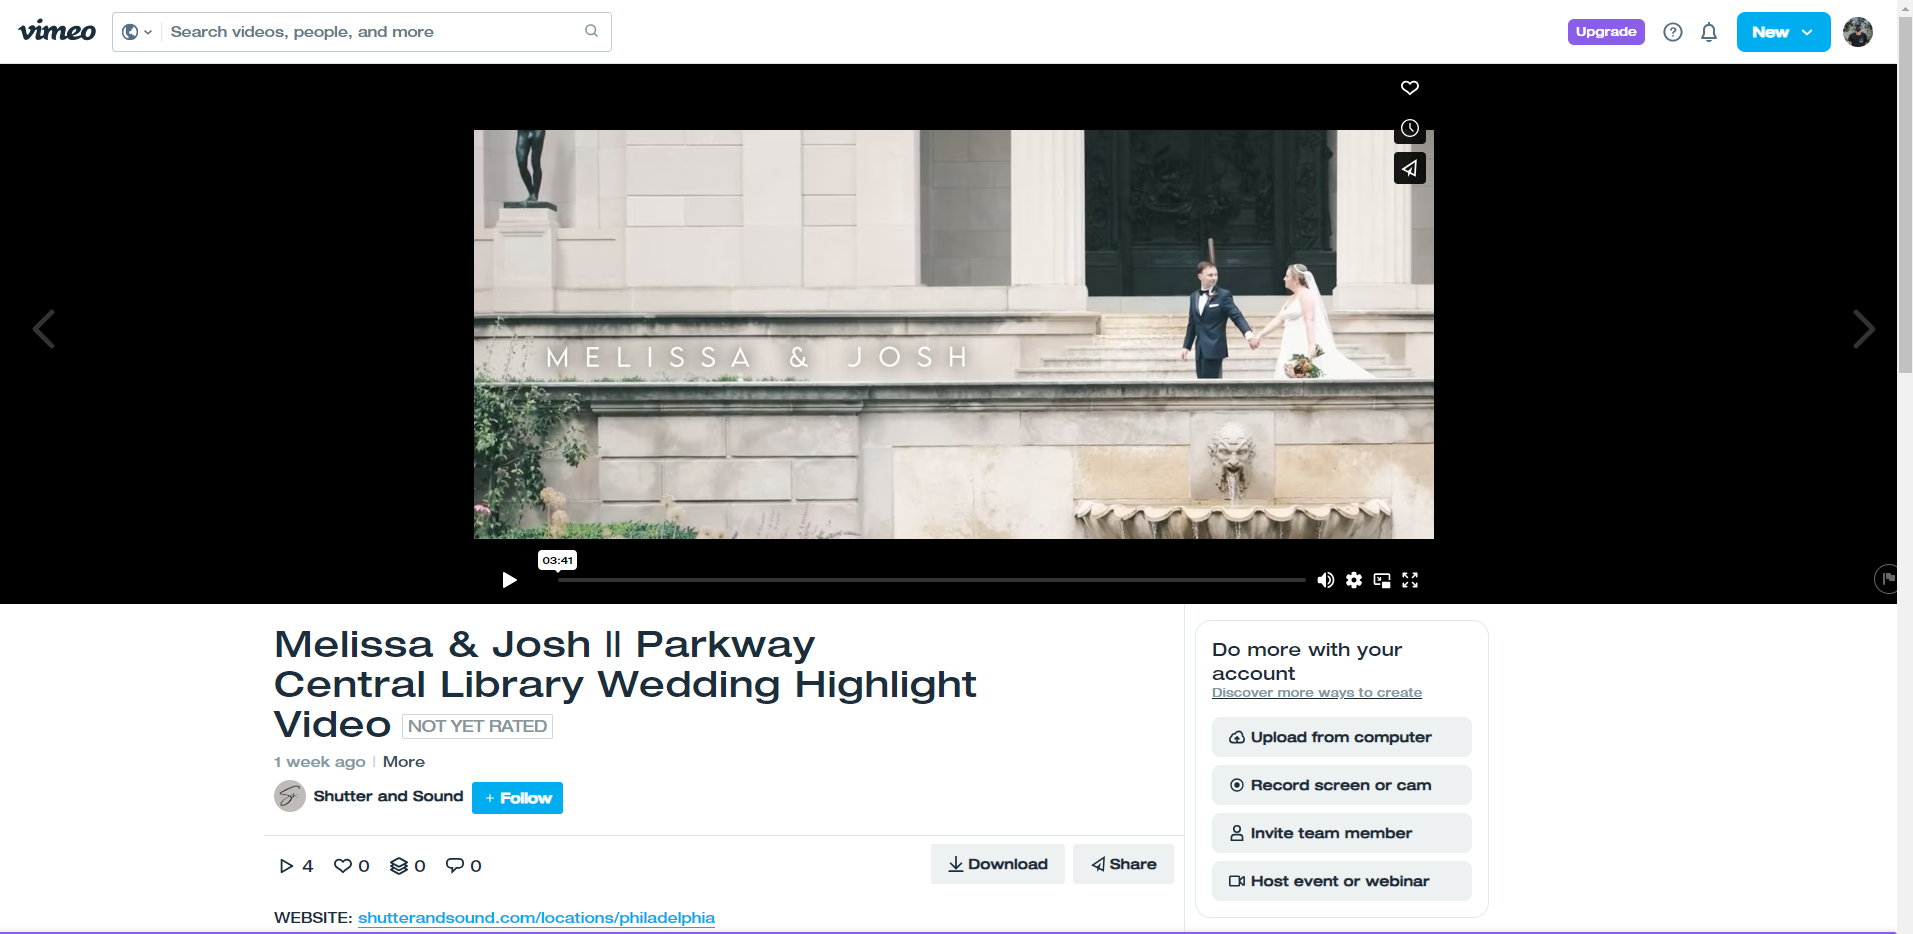 vimeo
Search videos, people, and more
Upgrade
New
MELISSA & JOSH
03:41
Melissa & Josh || Parkway
Central Library Wedding Highlight
Video NOT YET RATED
1 week ago | More
Shutter and Sound + Follow
4 0 0 0
Download Share
WEBSITE: shutterandsound.com/locations/philadelphia
Do more with your
account
Discover more ways to create
Upload from computer
Record screen or cam
Invite team member
Host event or webinar